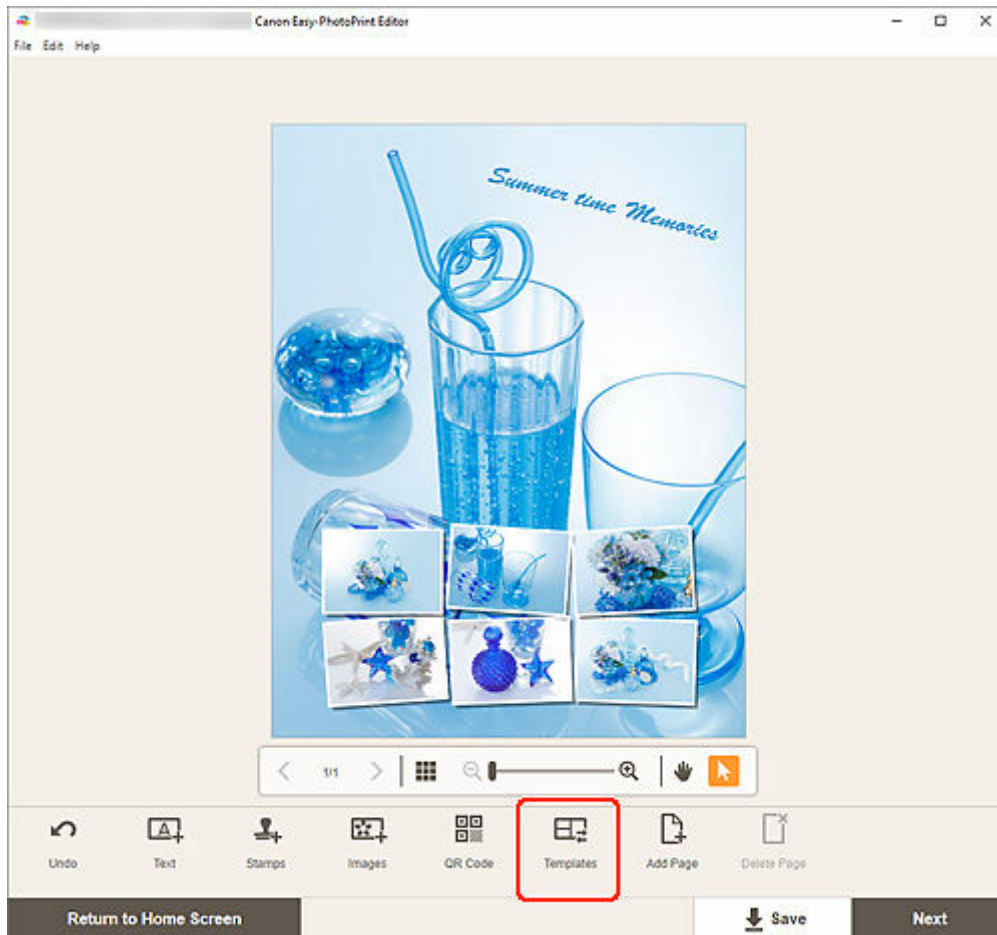 Canon Easy-PhotoPrint Editor
File Edit Help
Summer time Memories
1/1
Undo Text Stamps Images QR Code Templates Add Page Delete Page
Return to Home Screen Save Next